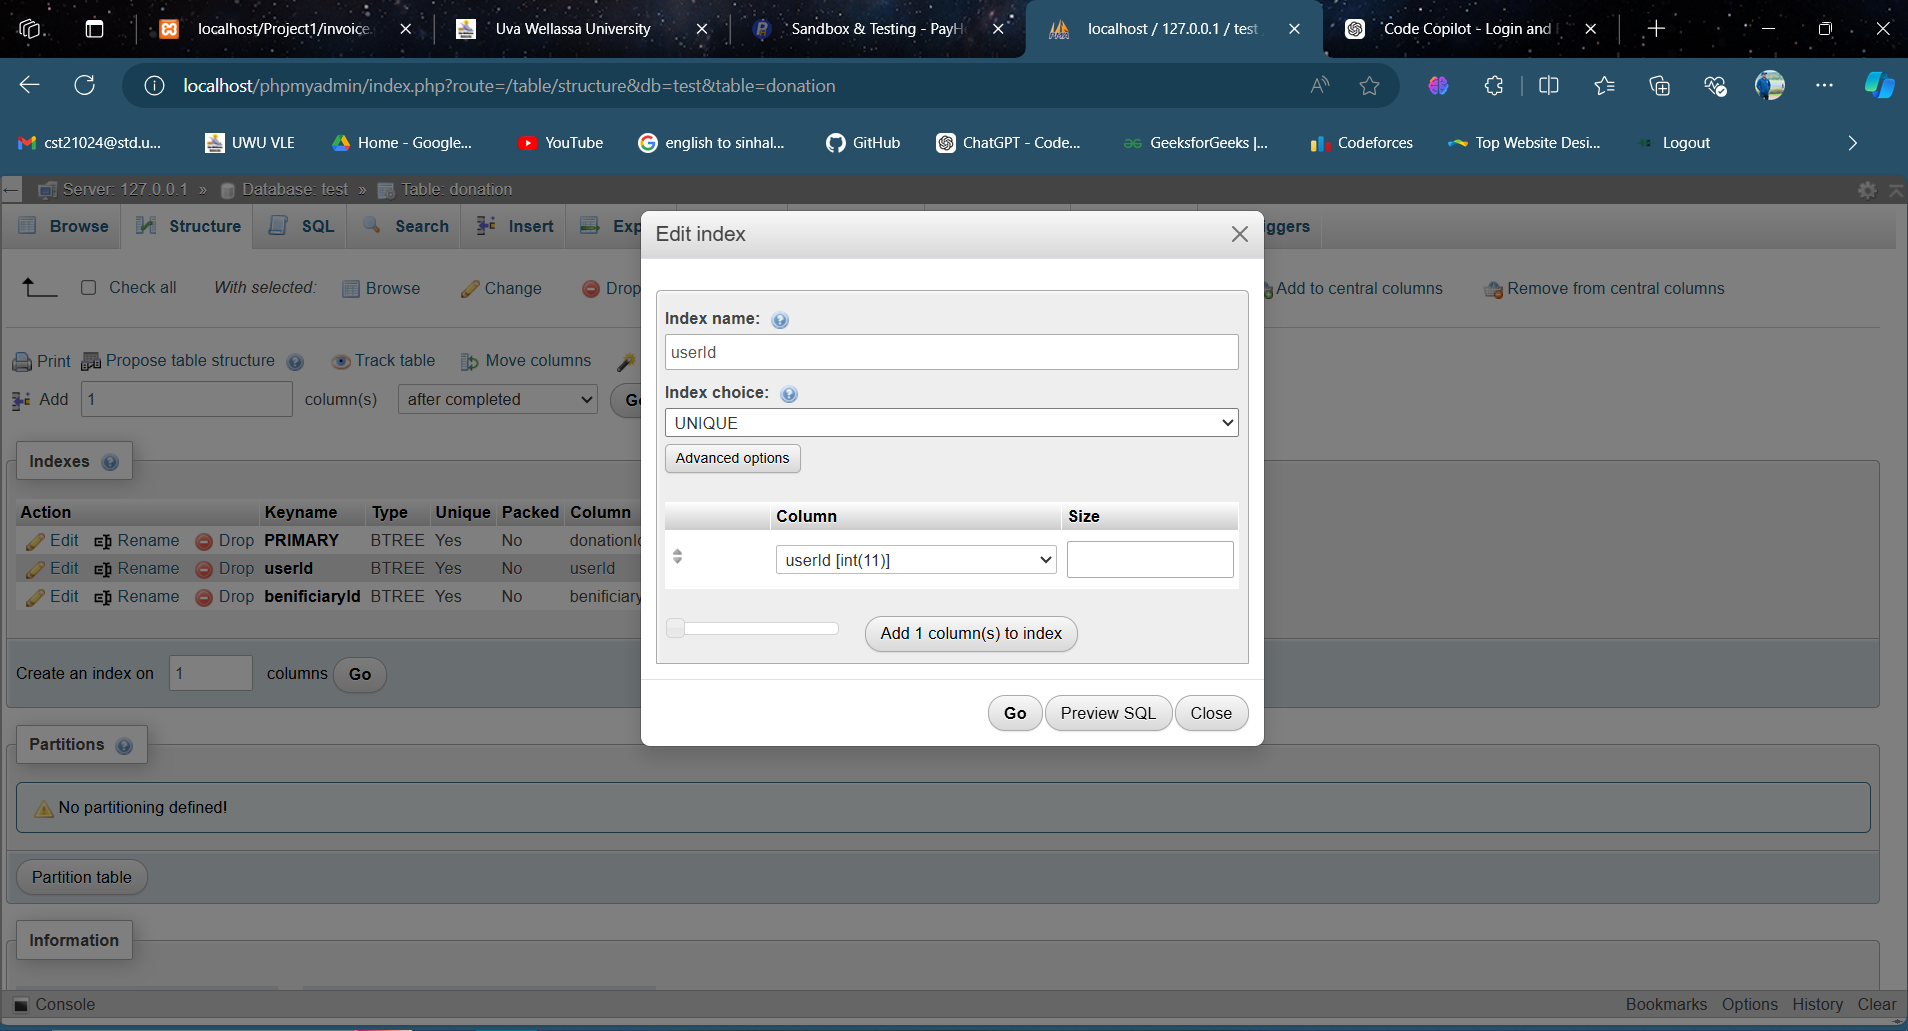 localhost/Project1/invoice.
Uva Wellassa University
Sandbox & Testing - PayH
localhost / 127.0.0.1 / test
Code Copilot - Login and
localhost/phpmyadmin/index.php?route=/table/structure&db=test&table=donation
cst21024@std.u...
UWU VLE
Home - Google...
YouTube
english to sinhal...
GitHub
ChatGPT - Code...
GeeksforGeeks |...
Codeforces
Top Website Desi...
Logout
Server: 127.0.0.1 » Database: test » Table: donation
Browse Structure SQL Search Insert Exp iggers
Edit index
Check all With selected: Browse Change Drop Add to central columns Remove from central columns
Index name:
userId
Print Propose table structure Track table Move columns
Index choice:
Add 1 column(s) after completed Go
UNIQUE
Advanced options
Indexes
Action Keyname Type Unique Packed Column
Edit Rename Drop PRIMARY BTREE Yes No donationId
Edit Rename Drop userId BTREE Yes No userId
Edit Rename Drop benificiaryId BTREE Yes No benificiary
Column Size
userId [int(11)]
Add 1 column(s) to index
Create an index on 1 columns Go
Go Preview SQL Close
Partitions
No partitioning defined!
Partition table
Information
Console Bookmarks Options History Clear